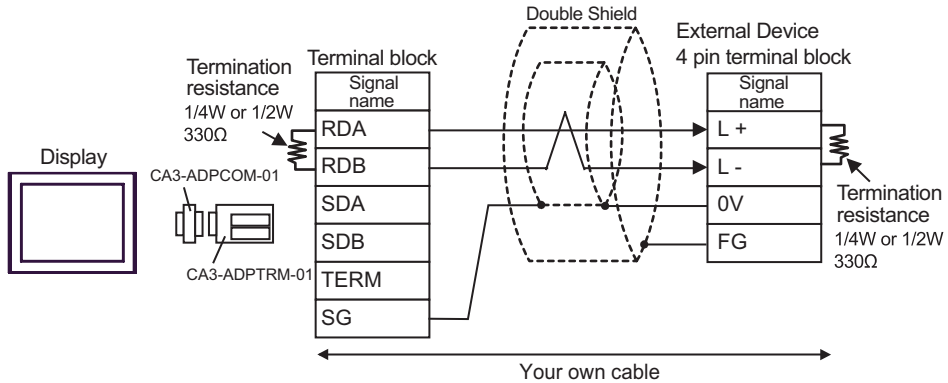 Double Shield
Terminal block
External Device
4 pin terminal block
Termination
resistance
1/4W or 1/2W
330Ω
Signal
name
RDA
RDB
SDA
SDB
TERM
SG
Signal
name
L +
L -
0V
FG
Display
CA3-ADPCOM-01
CA3-ADPTRM-01
Termination
resistance
1/4W or 1/2W
330Ω
Your own cable